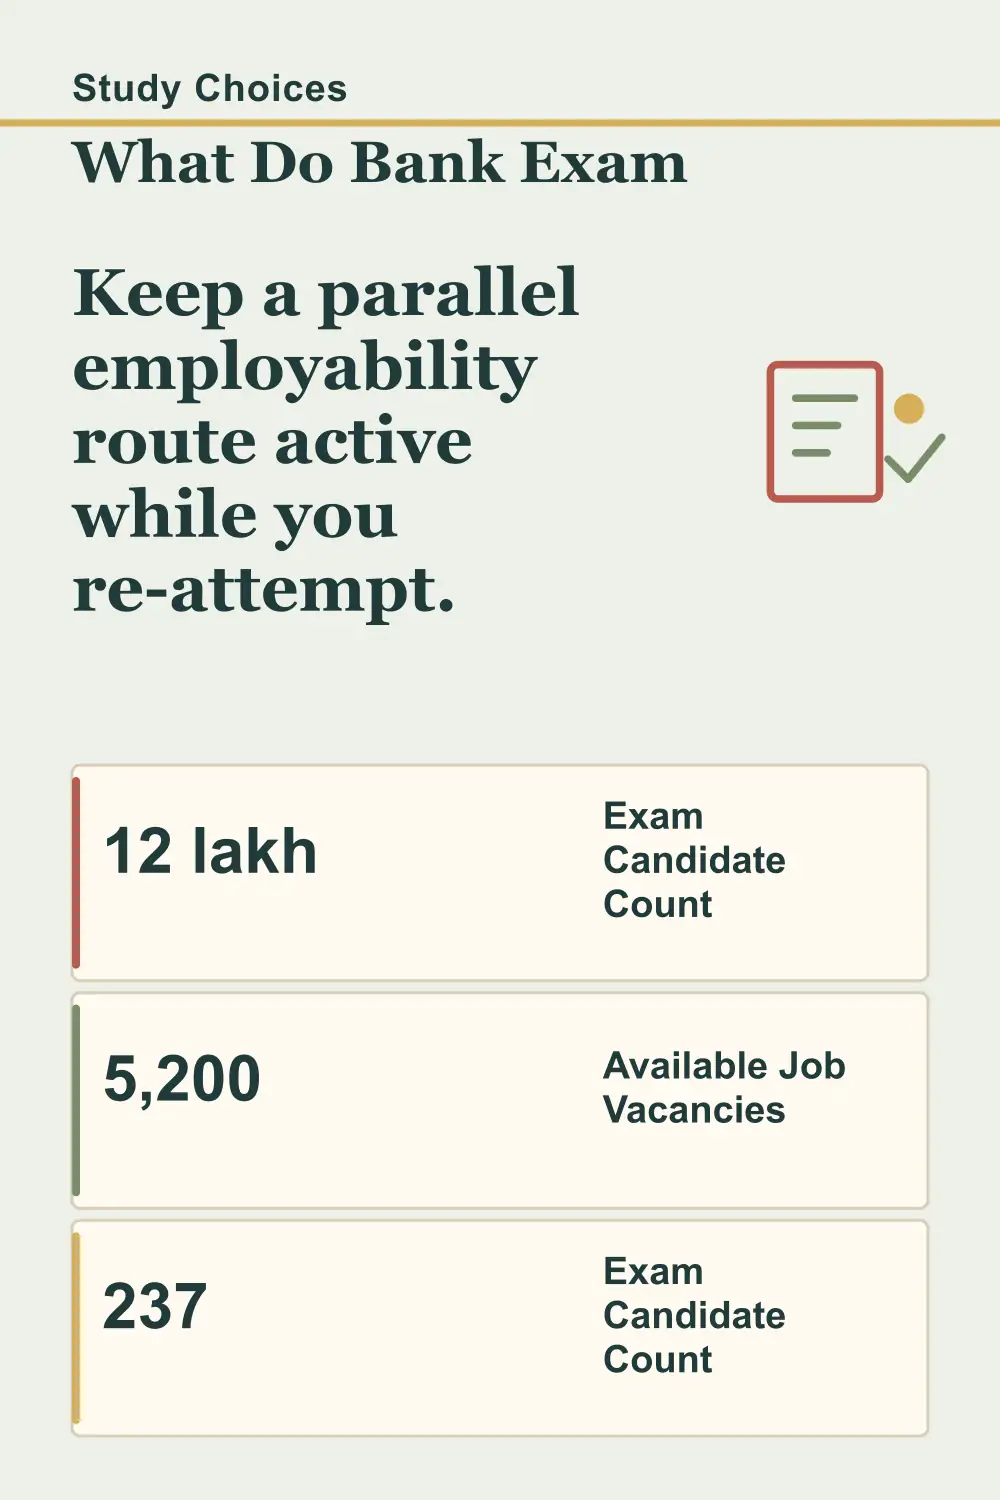 Study Choices
What Do Bank Exam
Keep a parallel
employability
route active
while you
re-attempt.
12 lakh
Exam
Candidate
Count
5,200
Available Job
Vacancies
237
Exam
Candidate
Count